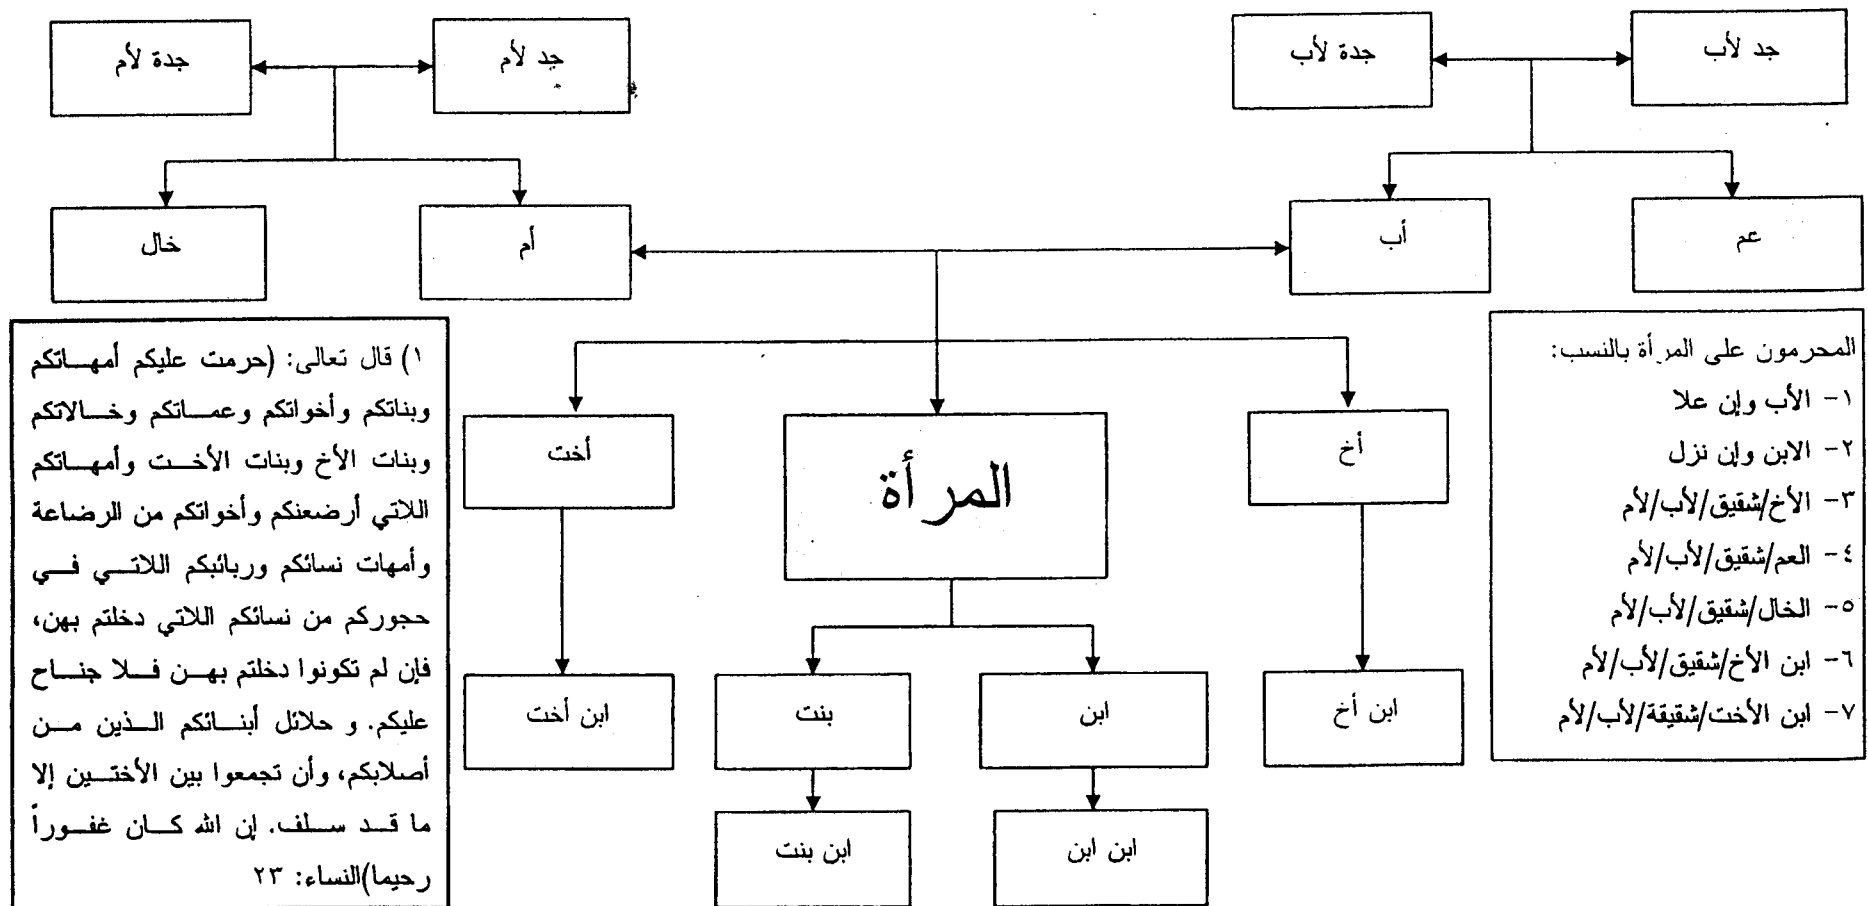 جد لأب
جدة لأب
جد لأم
جدة لأم
عم
أب
أم
خال
المحرمون على المرأة بالنسب:
١- الأب وإن علا
٢- الابن وإن نزل
٣- الأخ/شقيق/لأب/لأم
٤- العم/شقيق/لأب/لأم
٥- الخال/شقيق/لأب/لأم
٦- ابن الأخ/شقيق/لأب/لأم
٧- ابن الأخت/شقيقة/لأب/لأم
أخ
المرأة
أخت
ابن أخ
ابن
بنت
ابن أخت
ابن ابن
ابن بنت
١) قال تعالى: (حرمت عليكم أمهاتكم
وبناتكم وأخواتكم وعماتكم وخالاتكم
وبنات الأخ وبنات الأخت وأمهاتكم
اللاتي أرضعنكم وأخواتكم من الرضاعة
وأمهات نسائكم وربائبكم اللاتي في
حجوركم من نسائكم اللاتي دخلتم بهن،
فإن لم تكونوا دخلتم بهن فلا جناح
عليكم. و حلائل أبنائكم الذين من
أصلابكم، وأن تجمعوا بين الأختين إلا
ما قد سلف. إن الله كان غفوراً
رحيما)النساء: ٢٣